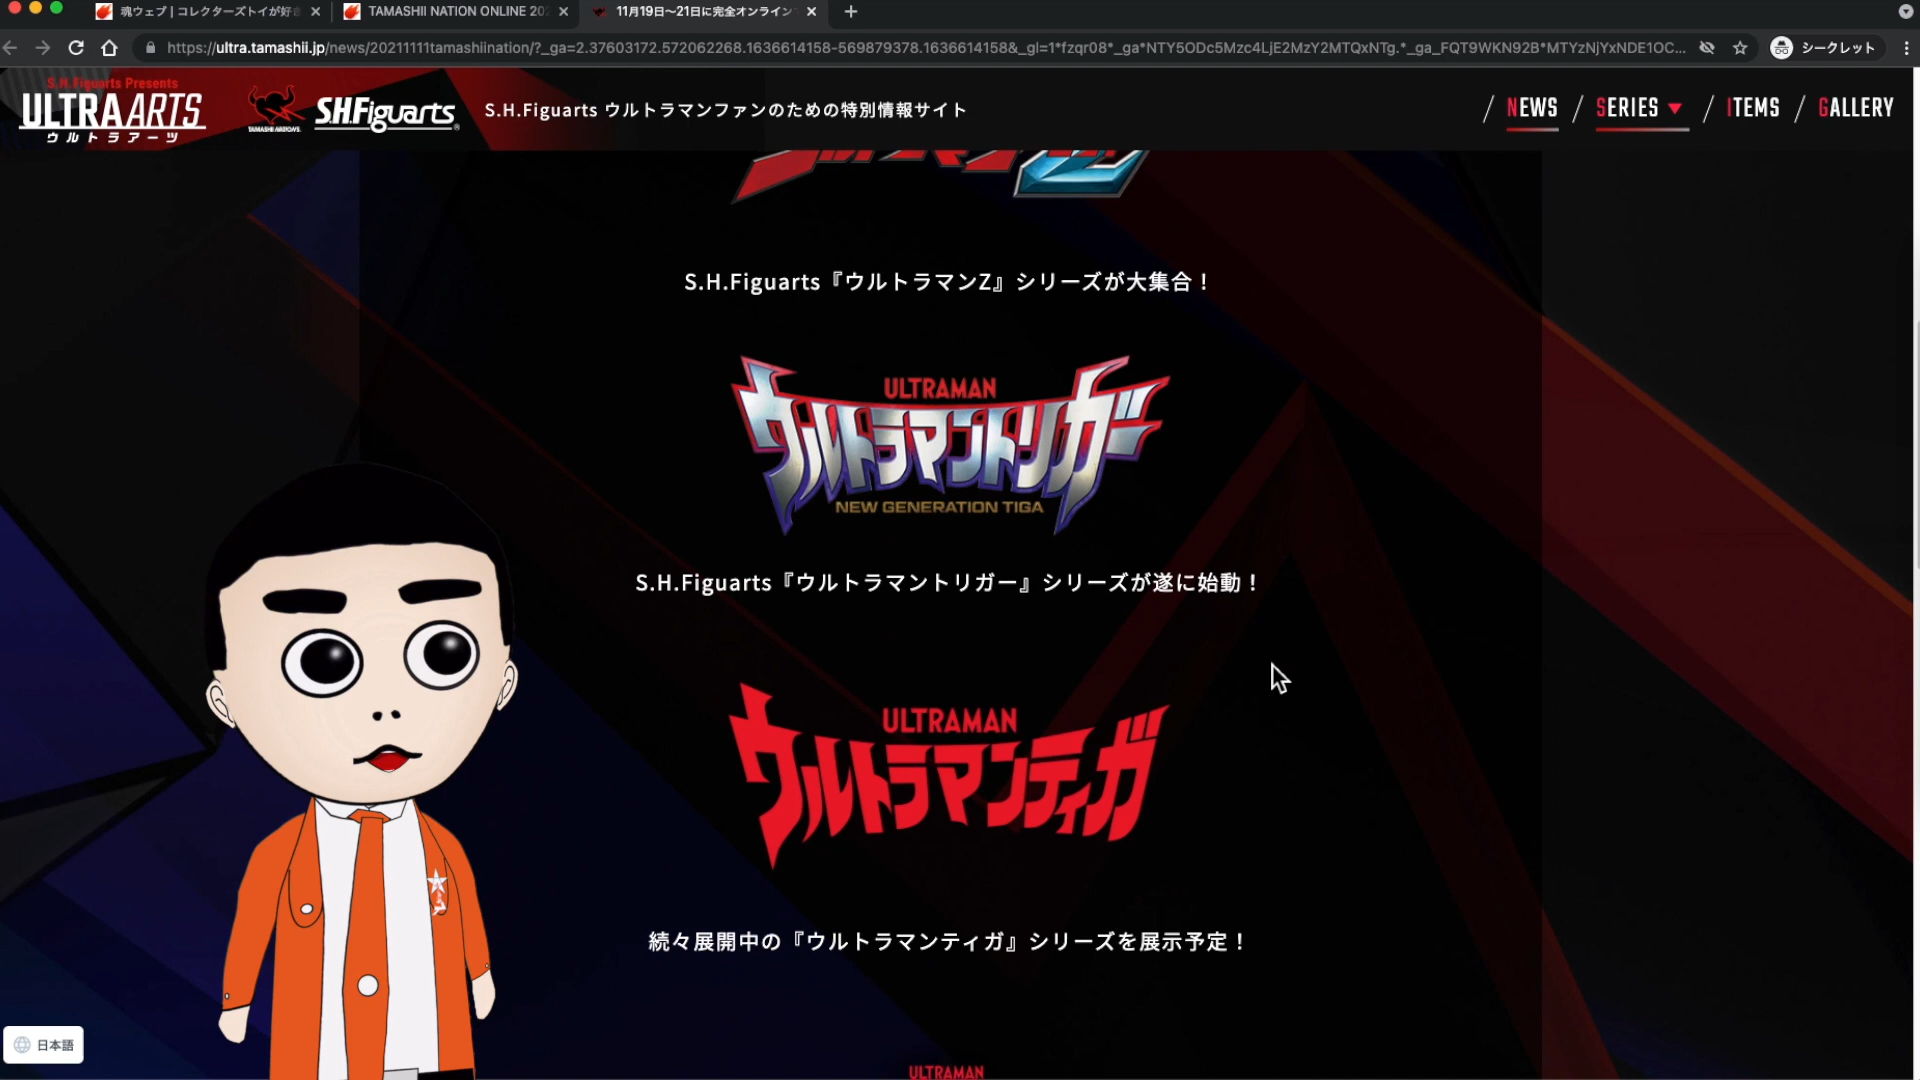 魂ウェブ | コレクターズトイが好き
TAMASHII NATION ONLINE 202
11月19日～21日に完全オンライン
https://ultra.tamashii.jp/news/20211111tamashiination/?_ga=2.37603172.572062268.1636614158-569879378.1636614158&_gl=1*fzqr08*_ga*NTY5ODc5Mzc4LjE2MzY2MTQxNTg.*_ga_FQT9WKN92B*MTYzNjYxNDE1OC...
シークレット
S.H.Figuarts Presents
ULTRA ARTS
ウルトラアーツ
TAMASHII NATIONS
S.H.Figuarts
S.H.Figuarts ウルトラマンファンのための特別情報サイト
NEWS
SERIES
ITEMS
GALLERY
S.H.Figuarts『ウルトラマンZ』シリーズが大集合！
ULTRAMAN
ウルトラマントリガー
NEW GENERATION TIGA
S.H.Figuarts『ウルトラマントリガー』シリーズが遂に始動！
ULTRAMAN
ウルトラマンティガ
続々展開中の『ウルトラマンティガ』シリーズを展示予定！
日本語
ULTRAMAN